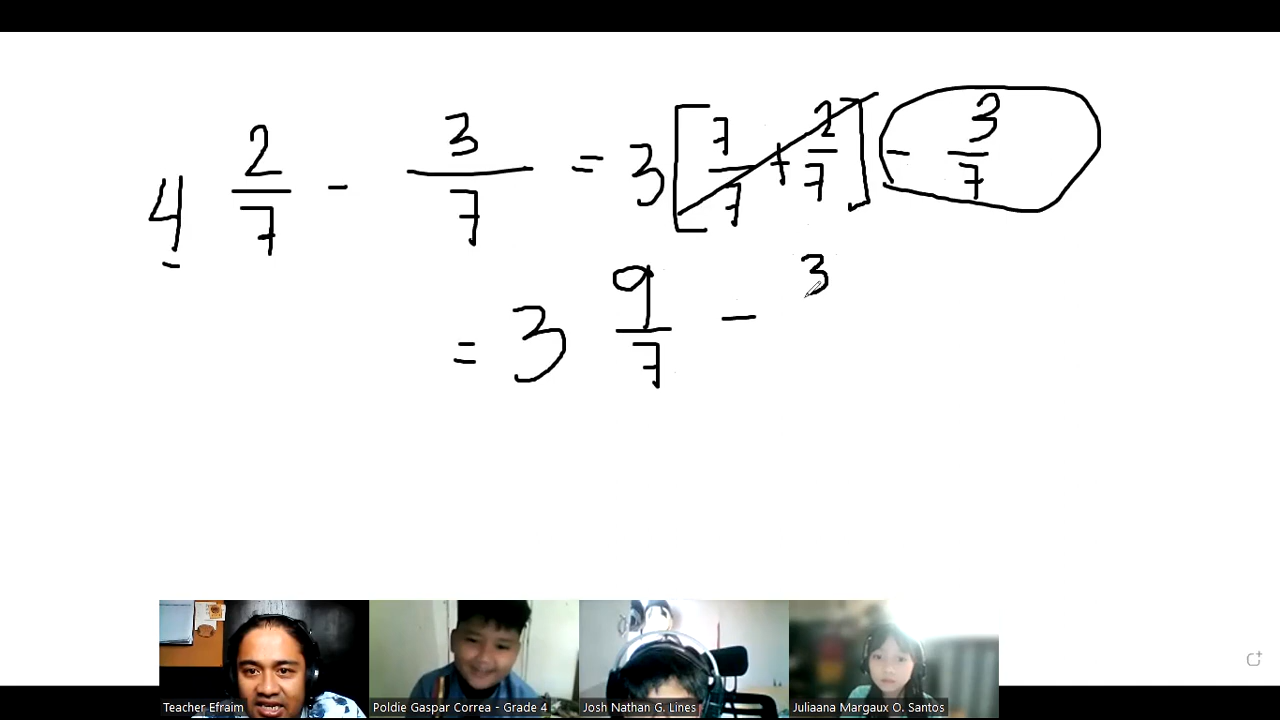 4 2/7 - 3/7 = 3 [7/7 + 2/7] - 3/7
= 3 9/7 - 3
Teacher Efraim
Poldie Gaspar Correa - Grade 4
Josh Nathan G. Lines
Juliaana Margaux O. Santos